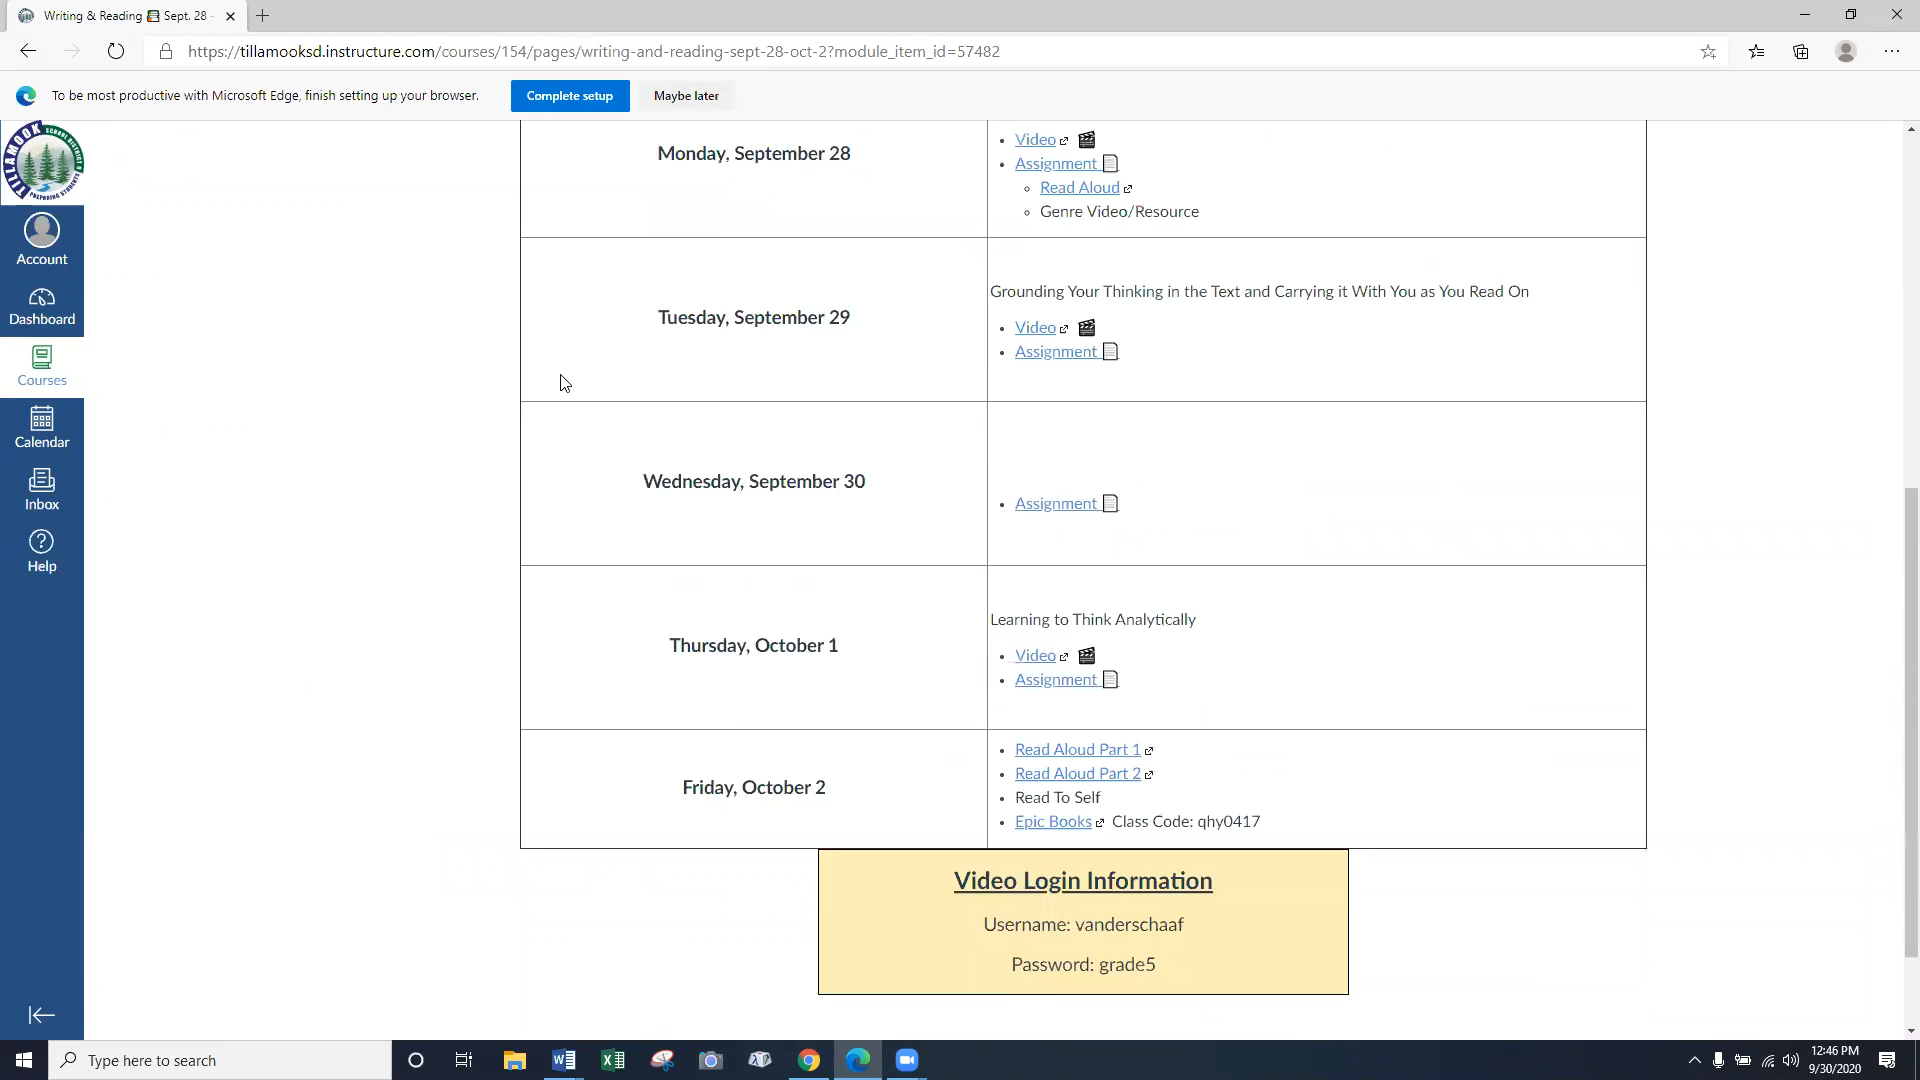 Writing & Reading Sept. 28 -
https://tillamooksd.instructure.com/courses/154/pages/writing-and-reading-sept-28-oct-2?module_item_id=57482
To be most productive with Microsoft Edge, finish setting up your browser.
Complete setup
Maybe later
TILLAMOOK SCHOOL DISTRICT 9
PREPARING STUDENTS
Account
Dashboard
Courses
Calendar
Inbox
Help
Monday, September 28
Video
Assignment
Read Aloud
Genre Video/Resource
Tuesday, September 29
Grounding Your Thinking in the Text and Carrying it With You as You Read On
Video
Assignment
Wednesday, September 30
Assignment
Thursday, October 1
Learning to Think Analytically
Video
Assignment
Friday, October 2
Read Aloud Part 1
Read Aloud Part 2
Read To Self
Epic Books Class Code: qhy0417
Video Login Information
Username: vanderschaaf
Password: grade5
Type here to search
12:46 PM
9/30/2020